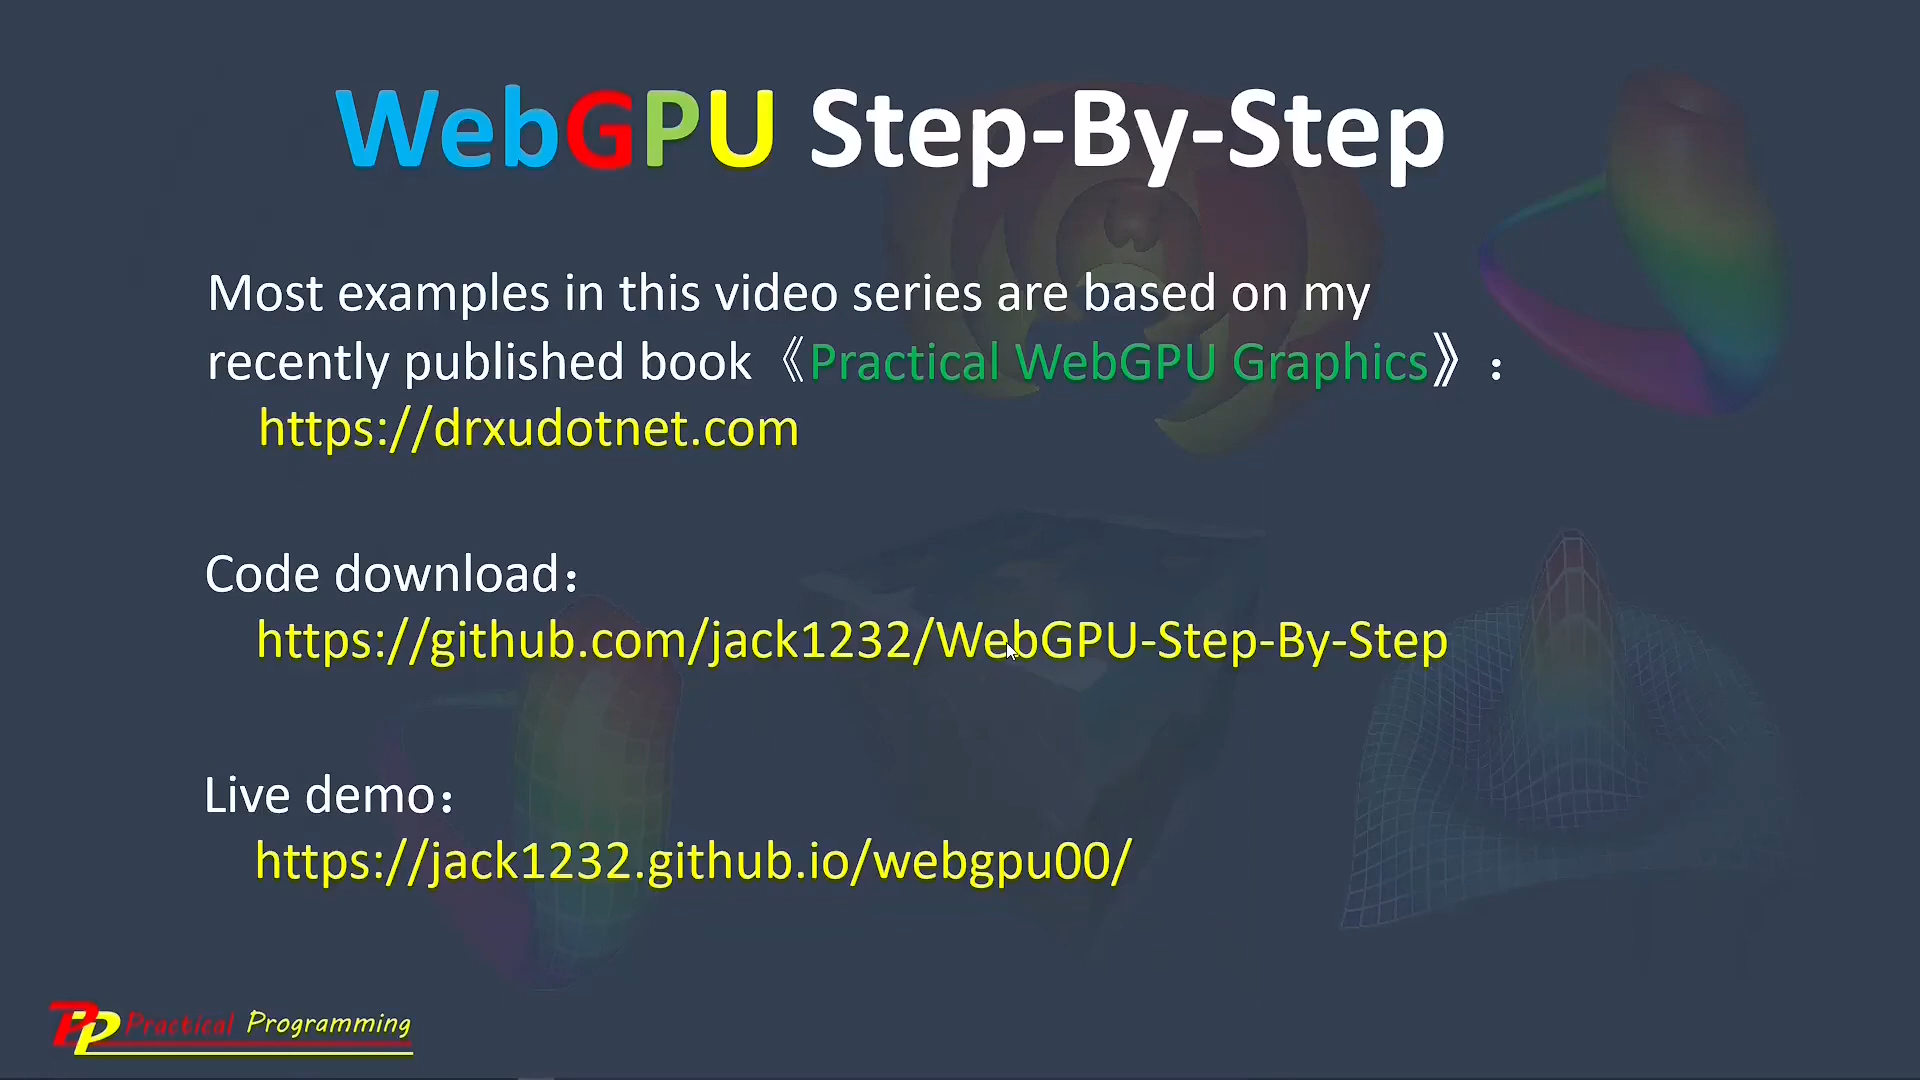 WebGPU Step-By-Step
Most examples in this video series are based on my
recently published book 《Practical WebGPU Graphics》：
https://drxudotnet.com
Code download：
https://github.com/jack1232/WebGPU-Step-By-Step
Live demo：
https://jack1232.github.io/webgpu00/
PP Practical Programming